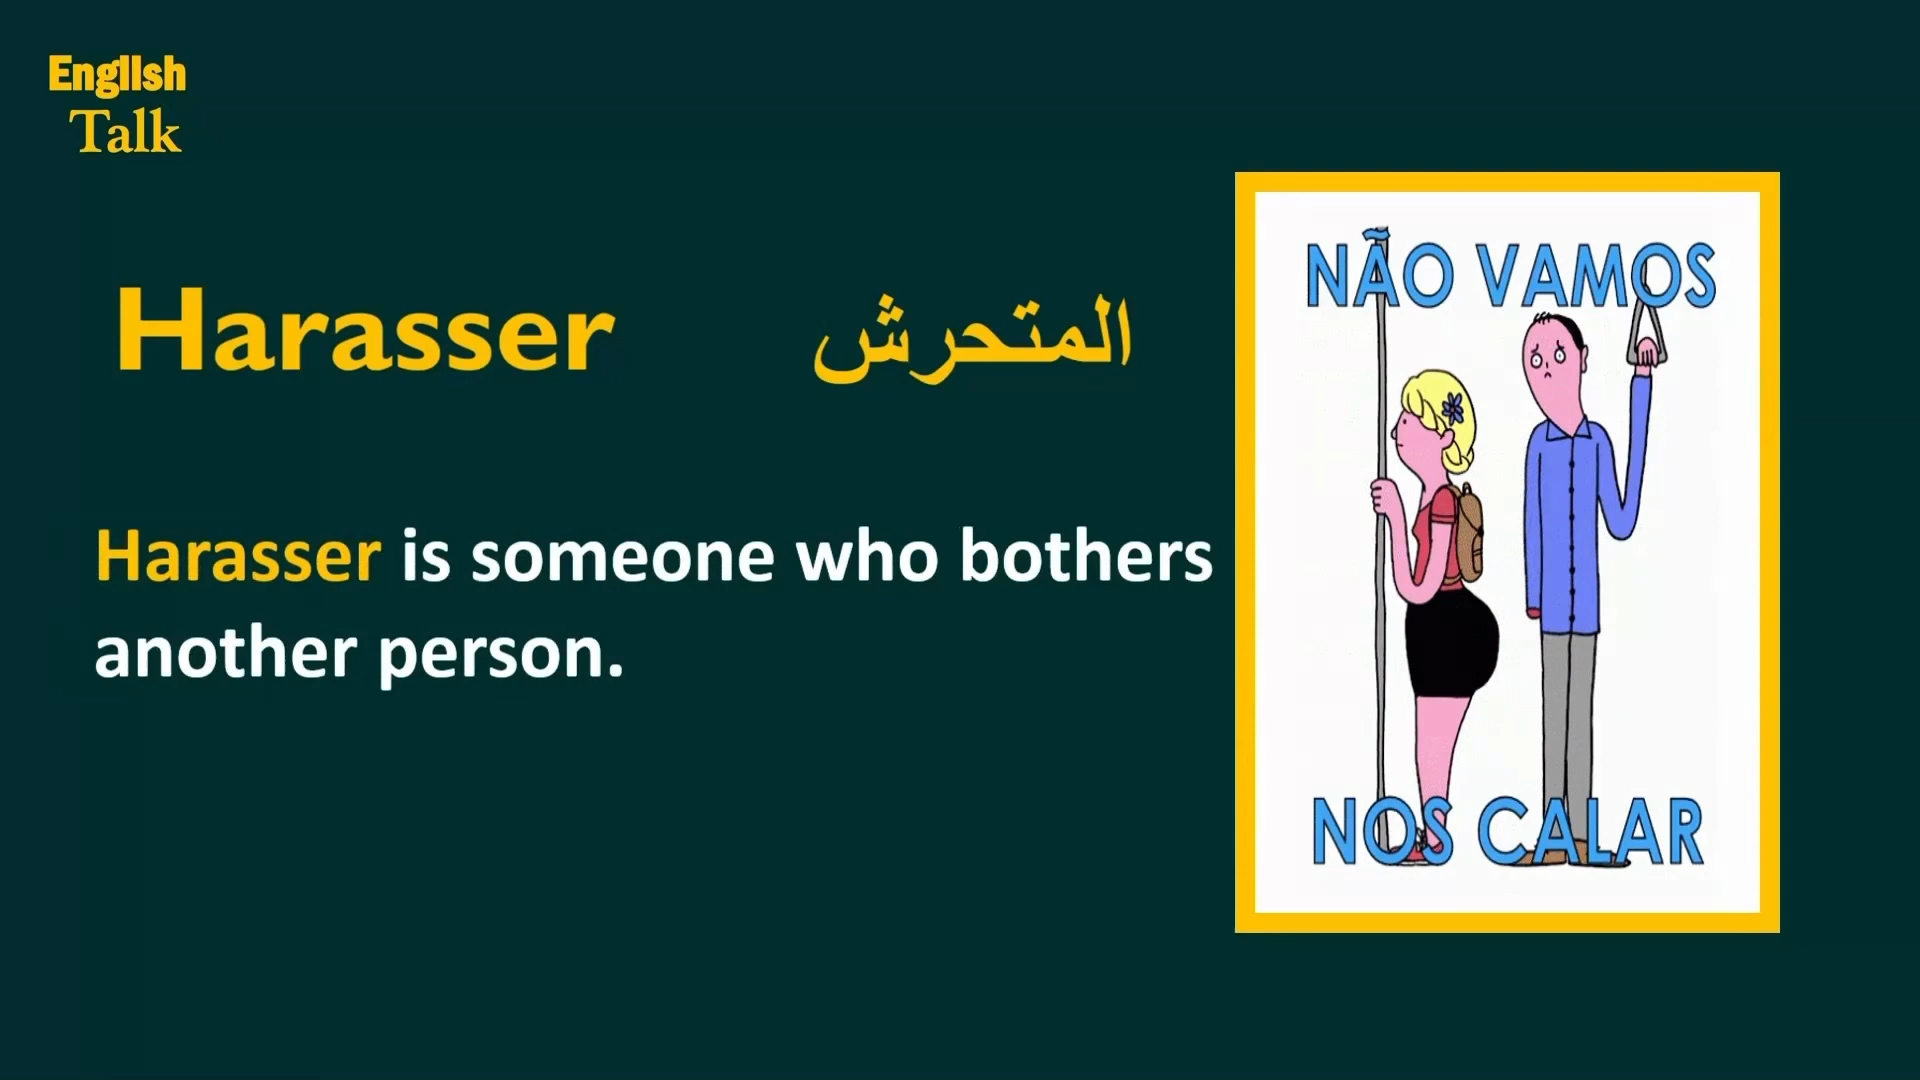 English
Talk
Harasser
المتحرش
Harasser is someone who bothers
another person.
NÃO VAMOS
NOS CALAR